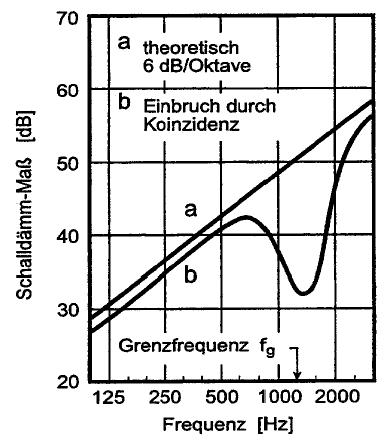 70
60
50
40
30
20
Schalldämm-Maß [dB]
a theoretisch
6 dB/Oktave
b Einbruch durch
Koinzidenz
a
b
Grenzfrequenz fg
125 250 500 1000 2000
Frequenz [Hz]